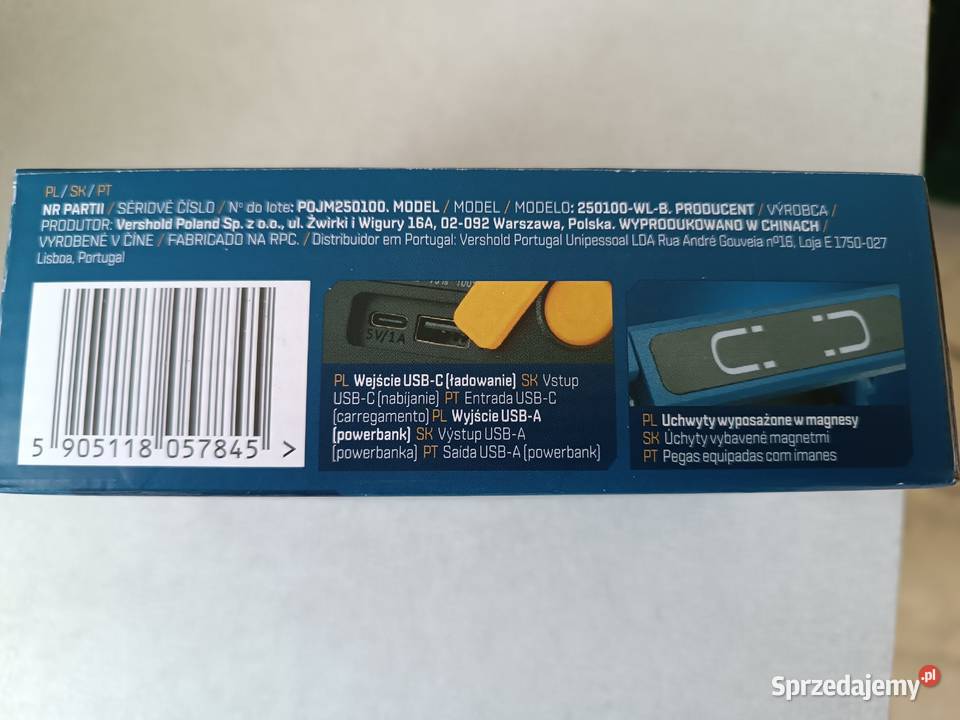 PL / SK / PT
NR PARTII / SÉRIOVÉ ČÍSLO / Nº do lote: POJM250100. MODEL / MODEL / MODELO: 250100-WL-B. PRODUCENT / VÝROBCA /
PRODUTOR: Vershold Poland Sp. z o.o., ul. Żwirki i Wigury 16A, 02-092 Warszawa, Polska. WYPRODUKOWANO W CHINACH /
VYROBENÉ V ČÍNE / FABRICADO NA RPC. / Distribuidor em Portugal: Vershold Portugal Unipessoal LDA Rua André Gouveia nº16, Loja E 1750-027
Lisboa, Portugal
5 905118 057845 >
5V/1A
PL Wejście USB-C (ładowanie) SK Vstup
USB-C (nabíjanie) PT Entrada USB-C
(carregamento) PL Wyjście USB-A
(powerbank) SK Výstup USB-A
(powerbanka) PT Saída USB-A (powerbank)
PL Uchwyty wyposażone w magnesy
SK Úchyty vybavené magnetmi
PT Pegas equipadas com ímanes
Sprzedajemy.pl